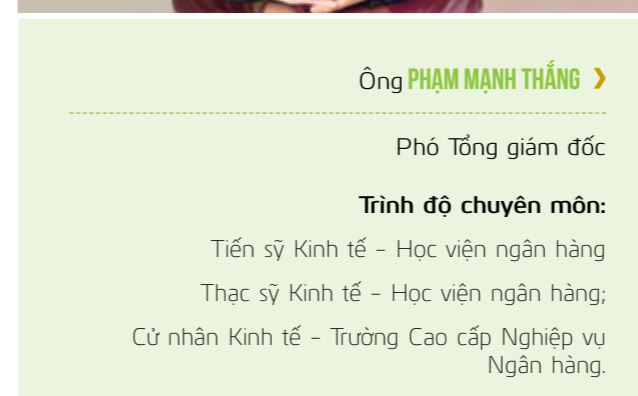 Ông PHẠM MẠNH THẮNG
Phó Tổng giám đốc
Trình độ chuyên môn:
Tiến sỹ Kinh tế – Học viện ngân hàng
Thạc sỹ Kinh tế – Học viện ngân hàng;
Cử nhân Kinh tế – Trường Cao cấp Nghiệp vụ
Ngân hàng.